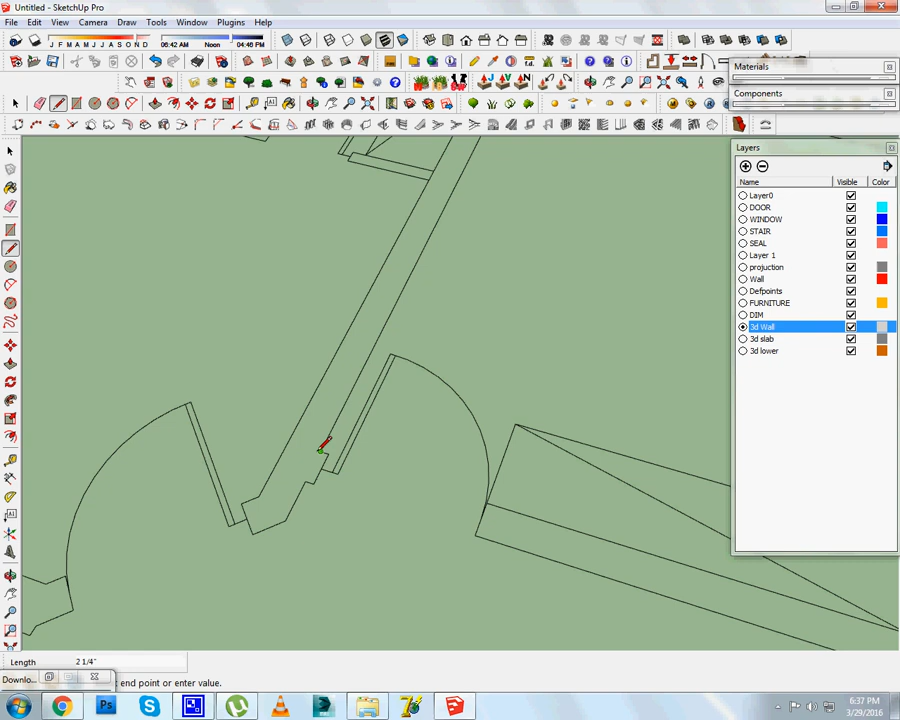 Untitled - SketchUp Pro
File Edit View Camera Draw Tools Window Plugins Help
J F M A M J J A S O N D 06:42 AM Noon 04:46 PM
Materials
Components
Layers
Name Visible Color
Layer0
DOOR
WINDOW
STAIR
SEAL
Layer 1
projuction
Wall
Defpoints
FURNITURE
DIM
3d Wall
3d slab
3d lower
Length 2 1/4"
Downlo...
end point or enter value.
6:37 PM
3/29/2016